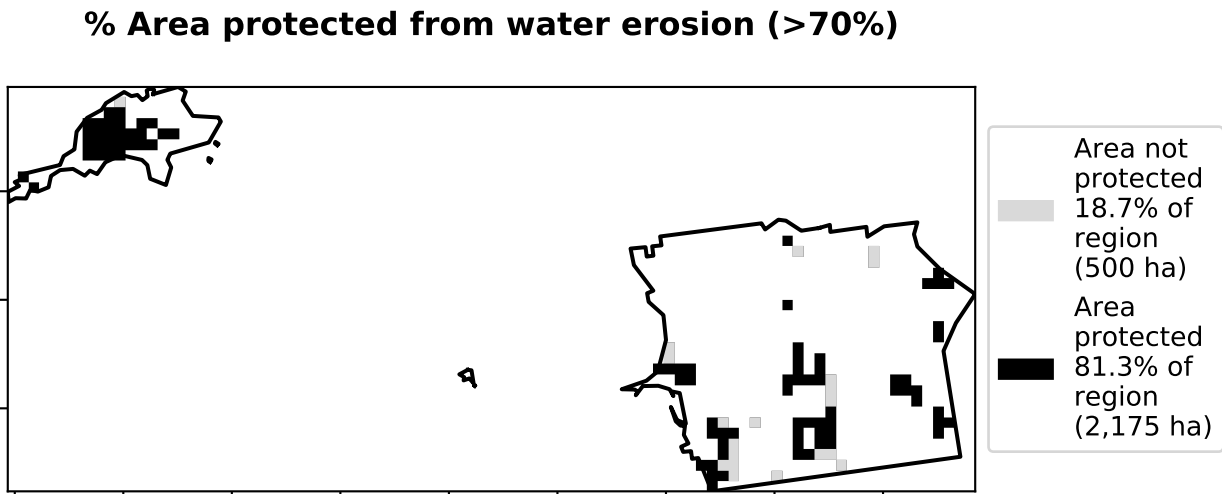 % Area protected from water erosion (>70%)
Area not
protected
18.7% of
region
(500 ha)
Area
protected
81.3% of
region
(2,175 ha)